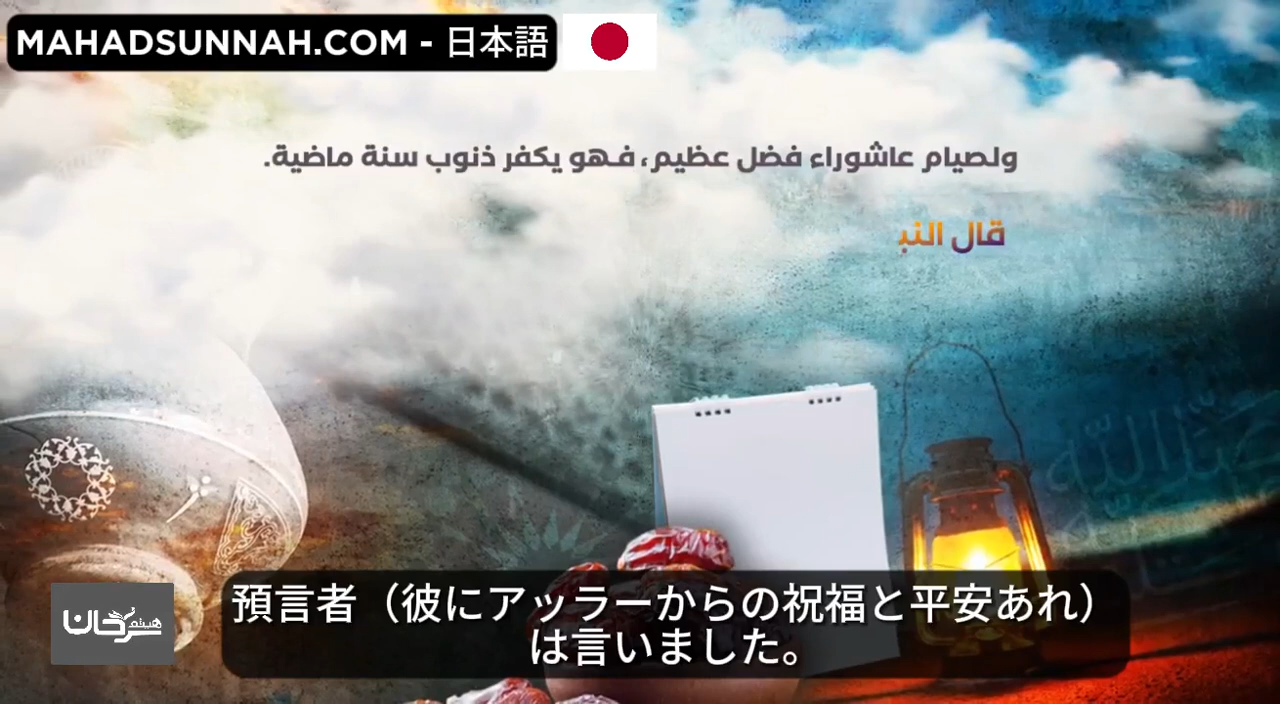 MAHADSUNNAH.COM - 日本語
ولصيام عاشوراء فضل عظيم، فهو يكفر ذنوب سنة ماضية.
قال النب
預言者（彼にアッラーからの祝福と平安あれ）
は言いました。
هيثم سرحان